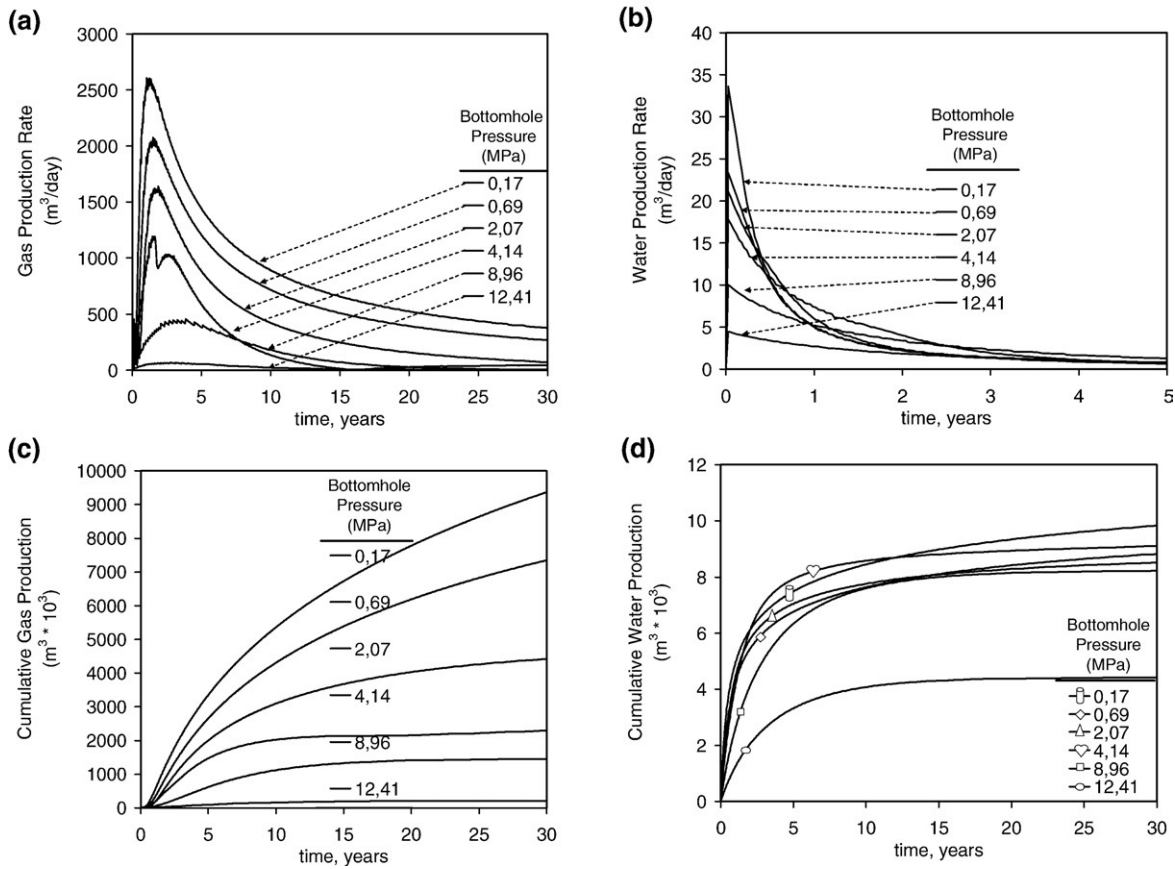 (a)
Gas Production Rate
(m³/day)
3000
2500
2000
1500
1000
500
0
Bottomhole
Pressure
(MPa)
0,17
0,69
2,07
4,14
8,96
12,41
0 5 10 15 20 25 30
time, years
(b)
Water Production Rate
(m³/day)
40
35
30
25
20
15
10
5
0
Bottomhole
Pressure
(MPa)
0,17
0,69
2,07
4,14
8,96
12,41
0 1 2 3 4 5
time, years
(c)
Cumulative Gas Production
(m³ * 10³)
10000
9000
8000
7000
6000
5000
4000
3000
2000
1000
0
Bottomhole
Pressure
(MPa)
0,17
0,69
2,07
4,14
8,96
12,41
0 5 10 15 20 25 30
time, years
(d)
Cumulative Water Production
(m³ * 10³)
12
10
8
6
4
2
0
Bottomhole
Pressure
(MPa)
0,17
0,69
2,07
4,14
8,96
12,41
0 5 10 15 20 25 30
time, years